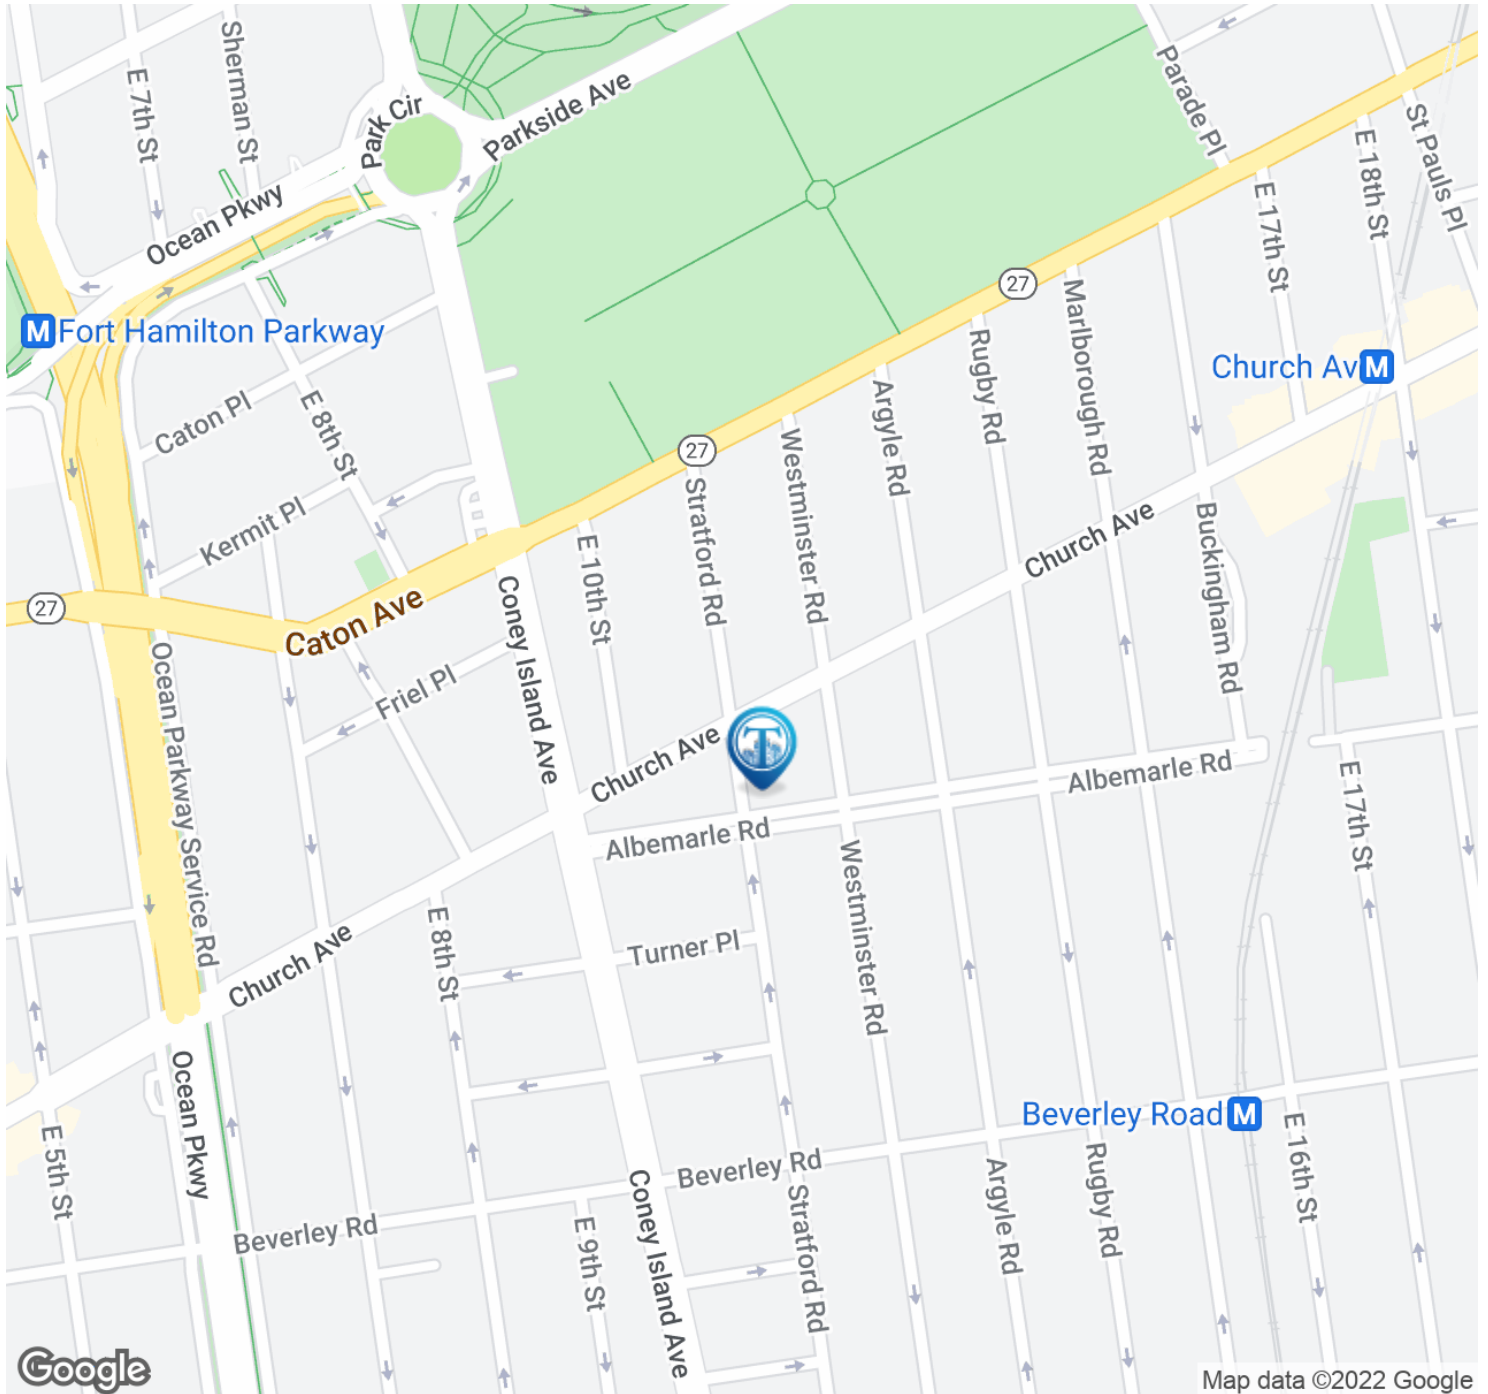 Sherman St
E 7th St
Park Cir
Parkside Ave
Parade Pl
St Pauls Pl
E 18th St
E 17th St
Ocean Pkwy
27
Marlborough Rd
Fort Hamilton Parkway
M
Rugby Rd
Church Av
M
Argyle Rd
Caton Pl
E 8th St
Westminster Rd
27
Stratford Rd
Kermit Pl
E 10th St
Church Ave
Buckingham Rd
27
Caton Ave
Coney Island Ave
Ocean Parkway Service Rd
Friel Pl
Church Ave
T
Albemarle Rd
E 17th St
Albemarle Rd
Westminster Rd
Church Ave
E 8th St
Turner Pl
Ocean Pkwy
Beverley Road
M
E 5th St
E 16th St
Beverley Rd
Argyle Rd
Rugby Rd
Stratford Rd
Coney Island Ave
Beverley Rd
E 9th St
Google
Map data ©2022 Google